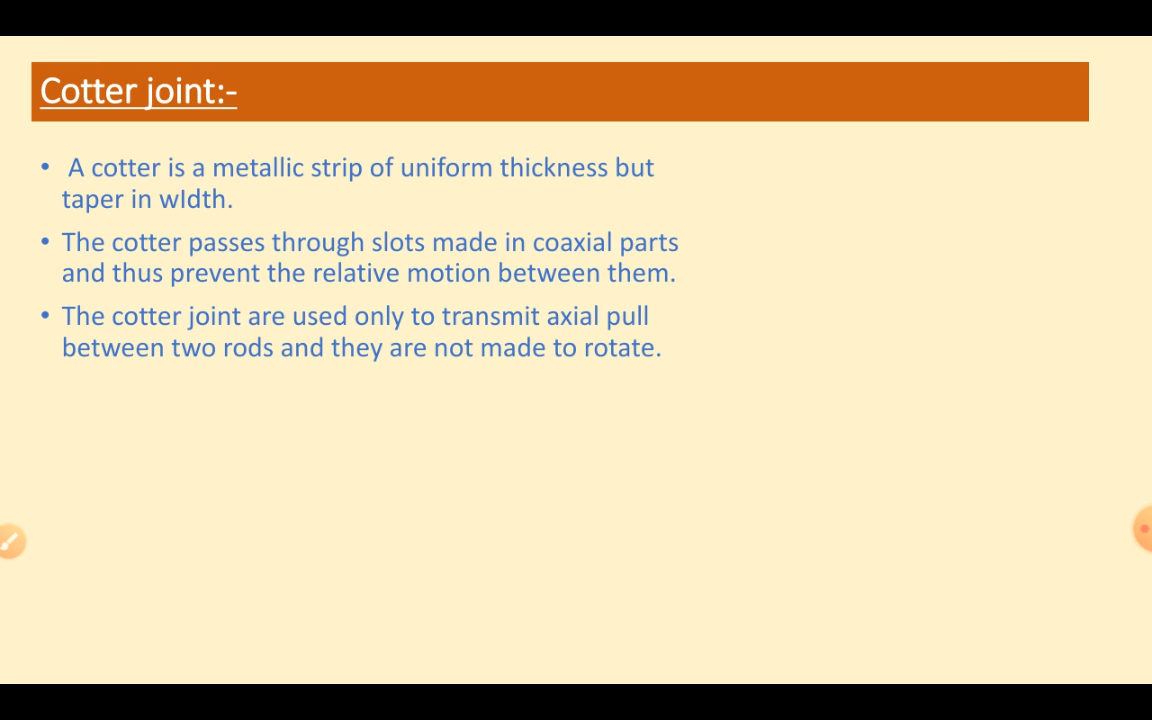 Cotter joint:-
• A cotter is a metallic strip of uniform thickness but
taper in wIdth.
• The cotter passes through slots made in coaxial parts
and thus prevent the relative motion between them.
• The cotter joint are used only to transmit axial pull
between two rods and they are not made to rotate.